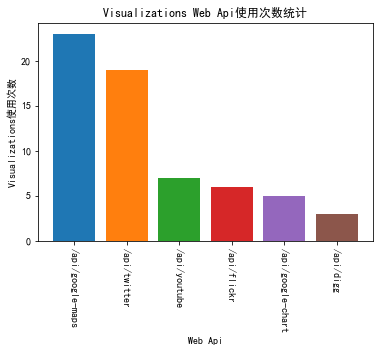 Visualizations Web Api使用次数统计
Visualizations使用次数
20
15
10
5
0
/api/google-maps
/api/twitter
/api/youtube
/api/flickr
/api/google-chart
/api/digg
Web Api